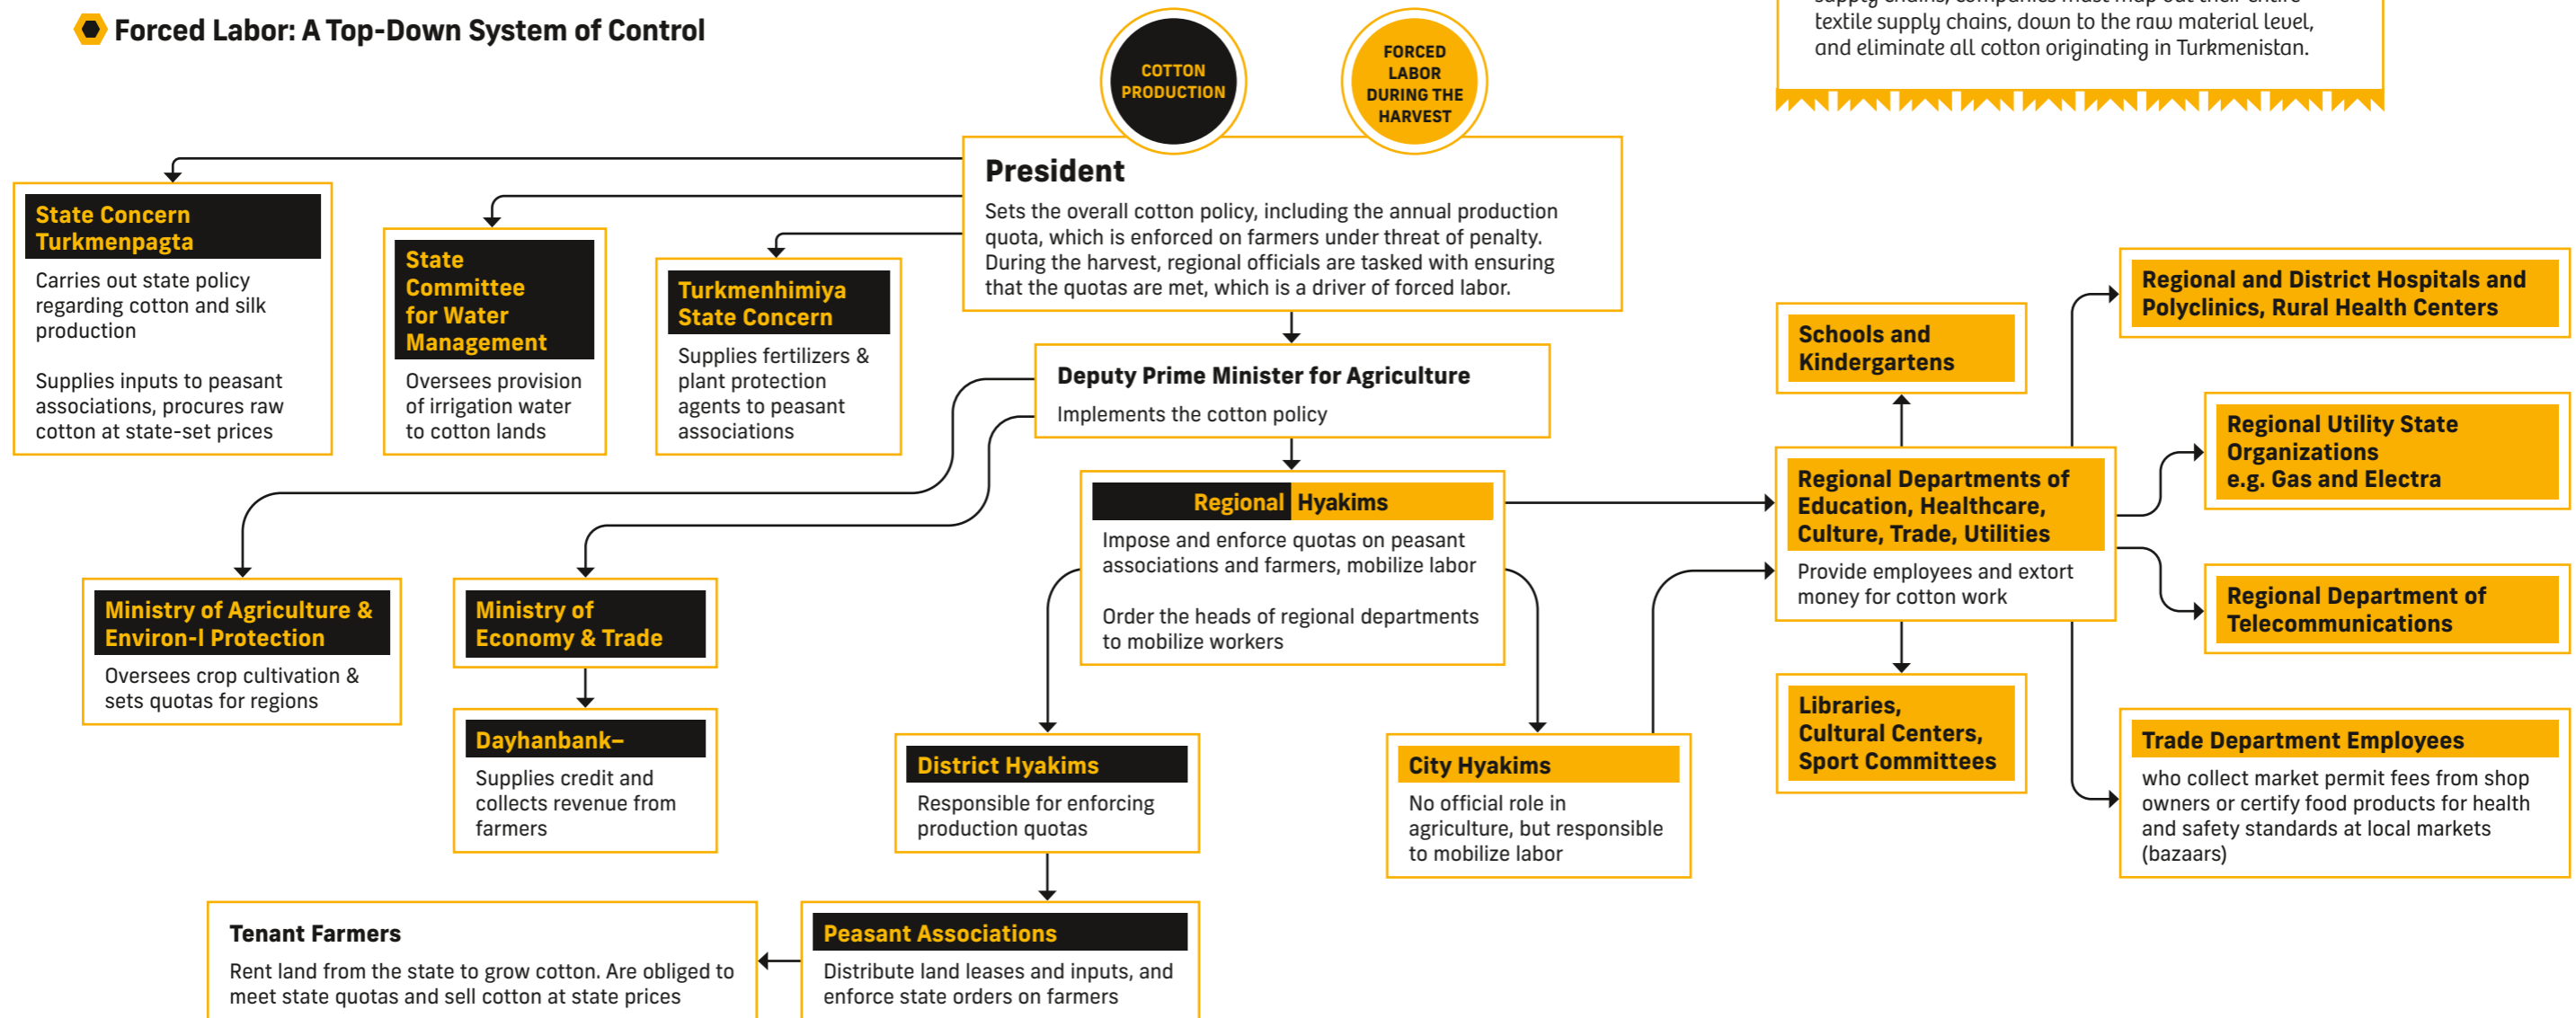 Forced Labor: A Top-Down System of Control
textile supply chains, down to the raw material level,
and eliminate all cotton originating in Turkmenistan.
COTTON
PRODUCTION
FORCED
LABOR
DURING THE
HARVEST
President
Sets the overall cotton policy, including the annual production
quota, which is enforced on farmers under threat of penalty.
During the harvest, regional officials are tasked with ensuring
that the quotas are met, which is a driver of forced labor.
State Concern
Turkmenpagta
Carries out state policy
regarding cotton and silk
production
Supplies inputs to peasant
associations, procures raw
cotton at state-set prices
State
Committee
for Water
Management
Oversees provision
of irrigation water
to cotton lands
Turkmenhimiya
State Concern
Supplies fertilizers &
plant protection
agents to peasant
associations
Deputy Prime Minister for Agriculture
Implements the cotton policy
Regional Hyakims
Impose and enforce quotas on peasant
associations and farmers, mobilize labor
Order the heads of regional departments
to mobilize workers
Ministry of Agriculture &
Environ-l Protection
Oversees crop cultivation &
sets quotas for regions
Ministry of
Economy & Trade
Dayhanbank–
Supplies credit and
collects revenue from
farmers
District Hyakims
Responsible for enforcing
production quotas
City Hyakims
No official role in
agriculture, but responsible
to mobilize labor
Tenant Farmers
Rent land from the state to grow cotton. Are obliged to
meet state quotas and sell cotton at state prices
Peasant Associations
Distribute land leases and inputs, and
enforce state orders on farmers
Schools and
Kindergartens
Regional Departments of
Education, Healthcare,
Culture, Trade, Utilities
Provide employees and extort
money for cotton work
Libraries,
Cultural Centers,
Sport Committees
Regional and District Hospitals and
Polyclinics, Rural Health Centers
Regional Utility State
Organizations
e.g. Gas and Electra
Regional Department of
Telecommunications
Trade Department Employees
who collect market permit fees from shop
owners or certify food products for health
and safety standards at local markets
(bazaars)